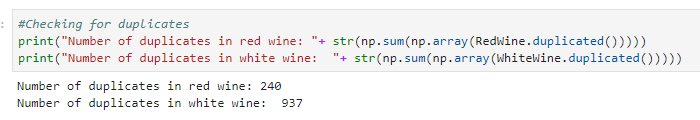 #Checking for duplicates
print("Number of duplicates in red wine: "+ str(np.sum(np.array(RedWine.duplicated()))))
print("Number of duplicates in white wine:  "+ str(np.sum(np.array(WhiteWine.duplicated()))))
Number of duplicates in red wine: 240
Number of duplicates in white wine:  937